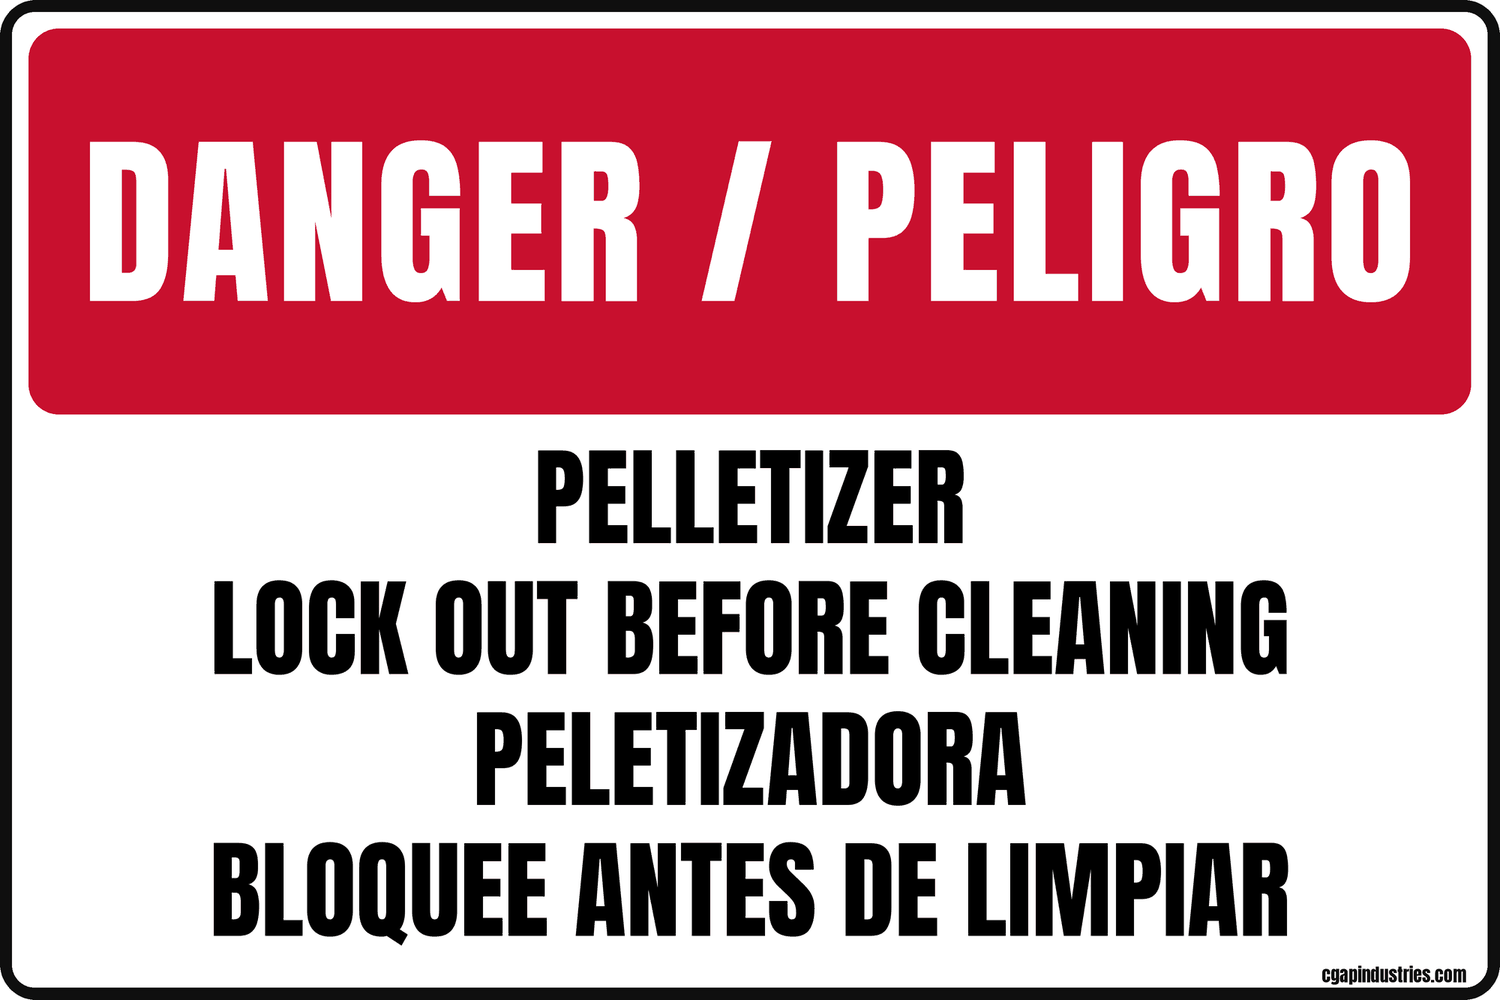 DANGER / PELIGRO
PELLETIZER
LOCK OUT BEFORE CLEANING
PELETIZADORA
BLOQUEE ANTES DE LIMPIAR
cgapindustries.com